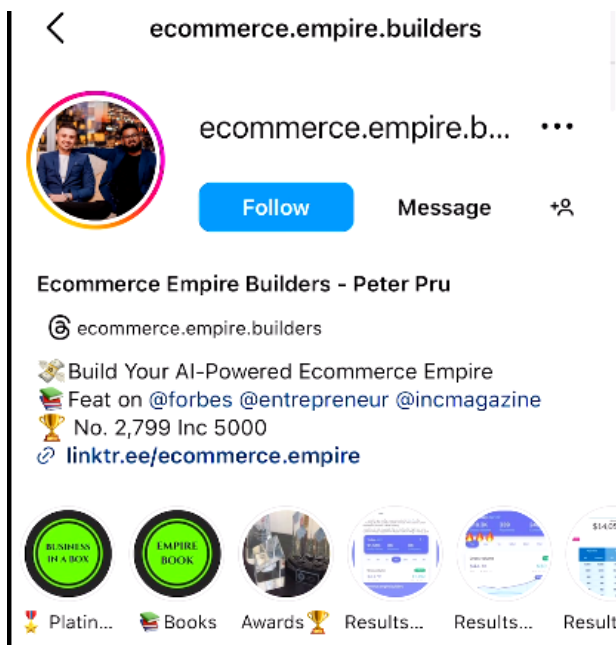 ecommerce.empire.builders
ecommerce.empire.b...
Follow Message
Ecommerce Empire Builders - Peter Pru
ecommerce.empire.builders
💸Build Your AI-Powered Ecommerce Empire
📚Feat on @forbes @entrepreneur @incmagazine
🏆 No. 2,799 Inc 5000
linktr.ee/ecommerce.empire
BUSINESS
IN A BOX
EMPIRE
BOOK
🎖️ Platin... 📚Books Awards🏆 Results... Results... Result